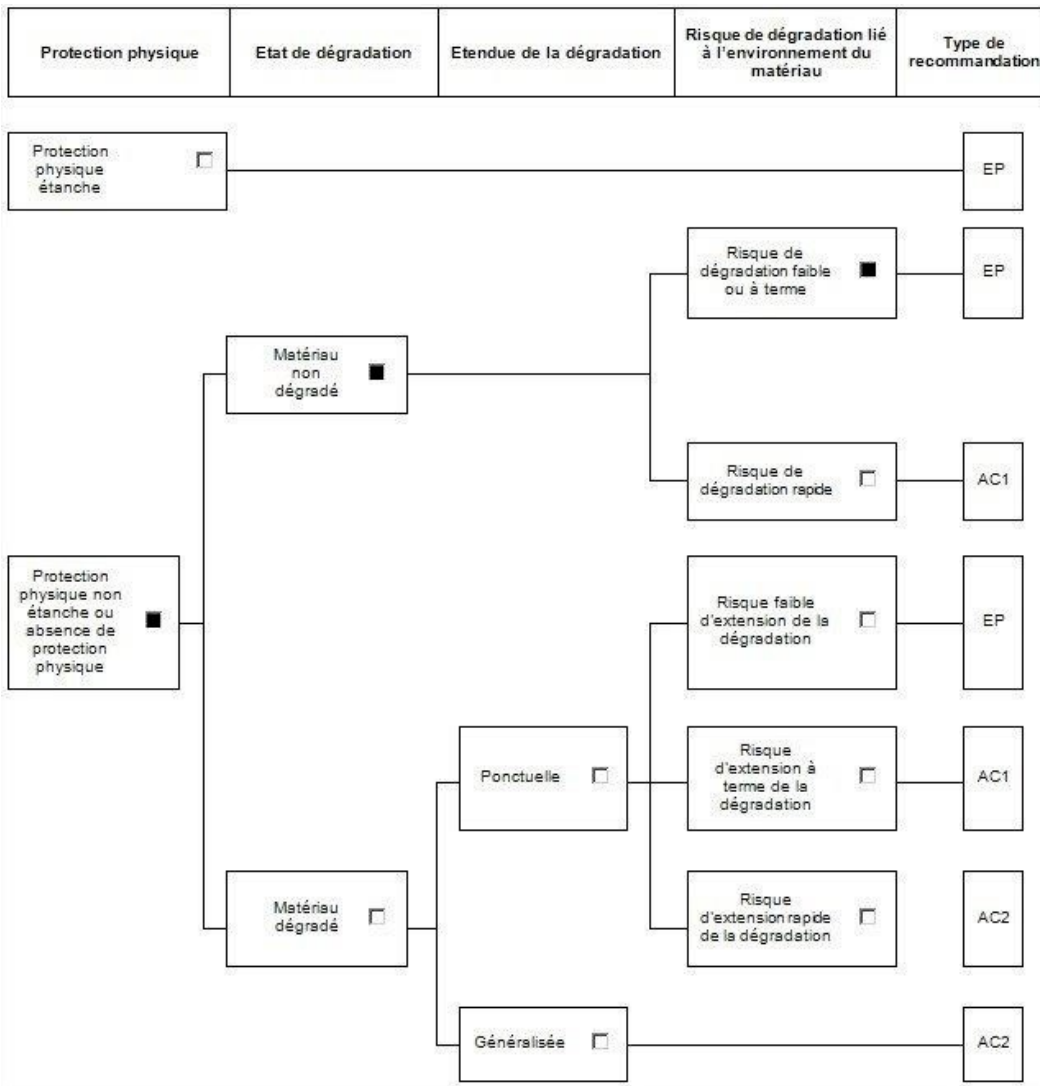 Protection physique
Etat de dégradation
Etendue de la dégradation
Risque de dégradation lié
à l'environnement du
matériau
Type de
recommandation
Protection
physique
étanche
EP
Risque de
dégradation faible
ou à terme
EP
Matériau
non
dégradé
Risque de
dégradation rapide
AC1
Protection
physique non
étanche ou
absence de
protection
physique
Risque faible
d'extension de la
dégradation
EP
Ponctuelle
Risque
d'extension à
terme de la
dégradation
AC1
Matériau
dégradé
Risque
d'extension rapide
de la dégradation
AC2
Généralisée
AC2